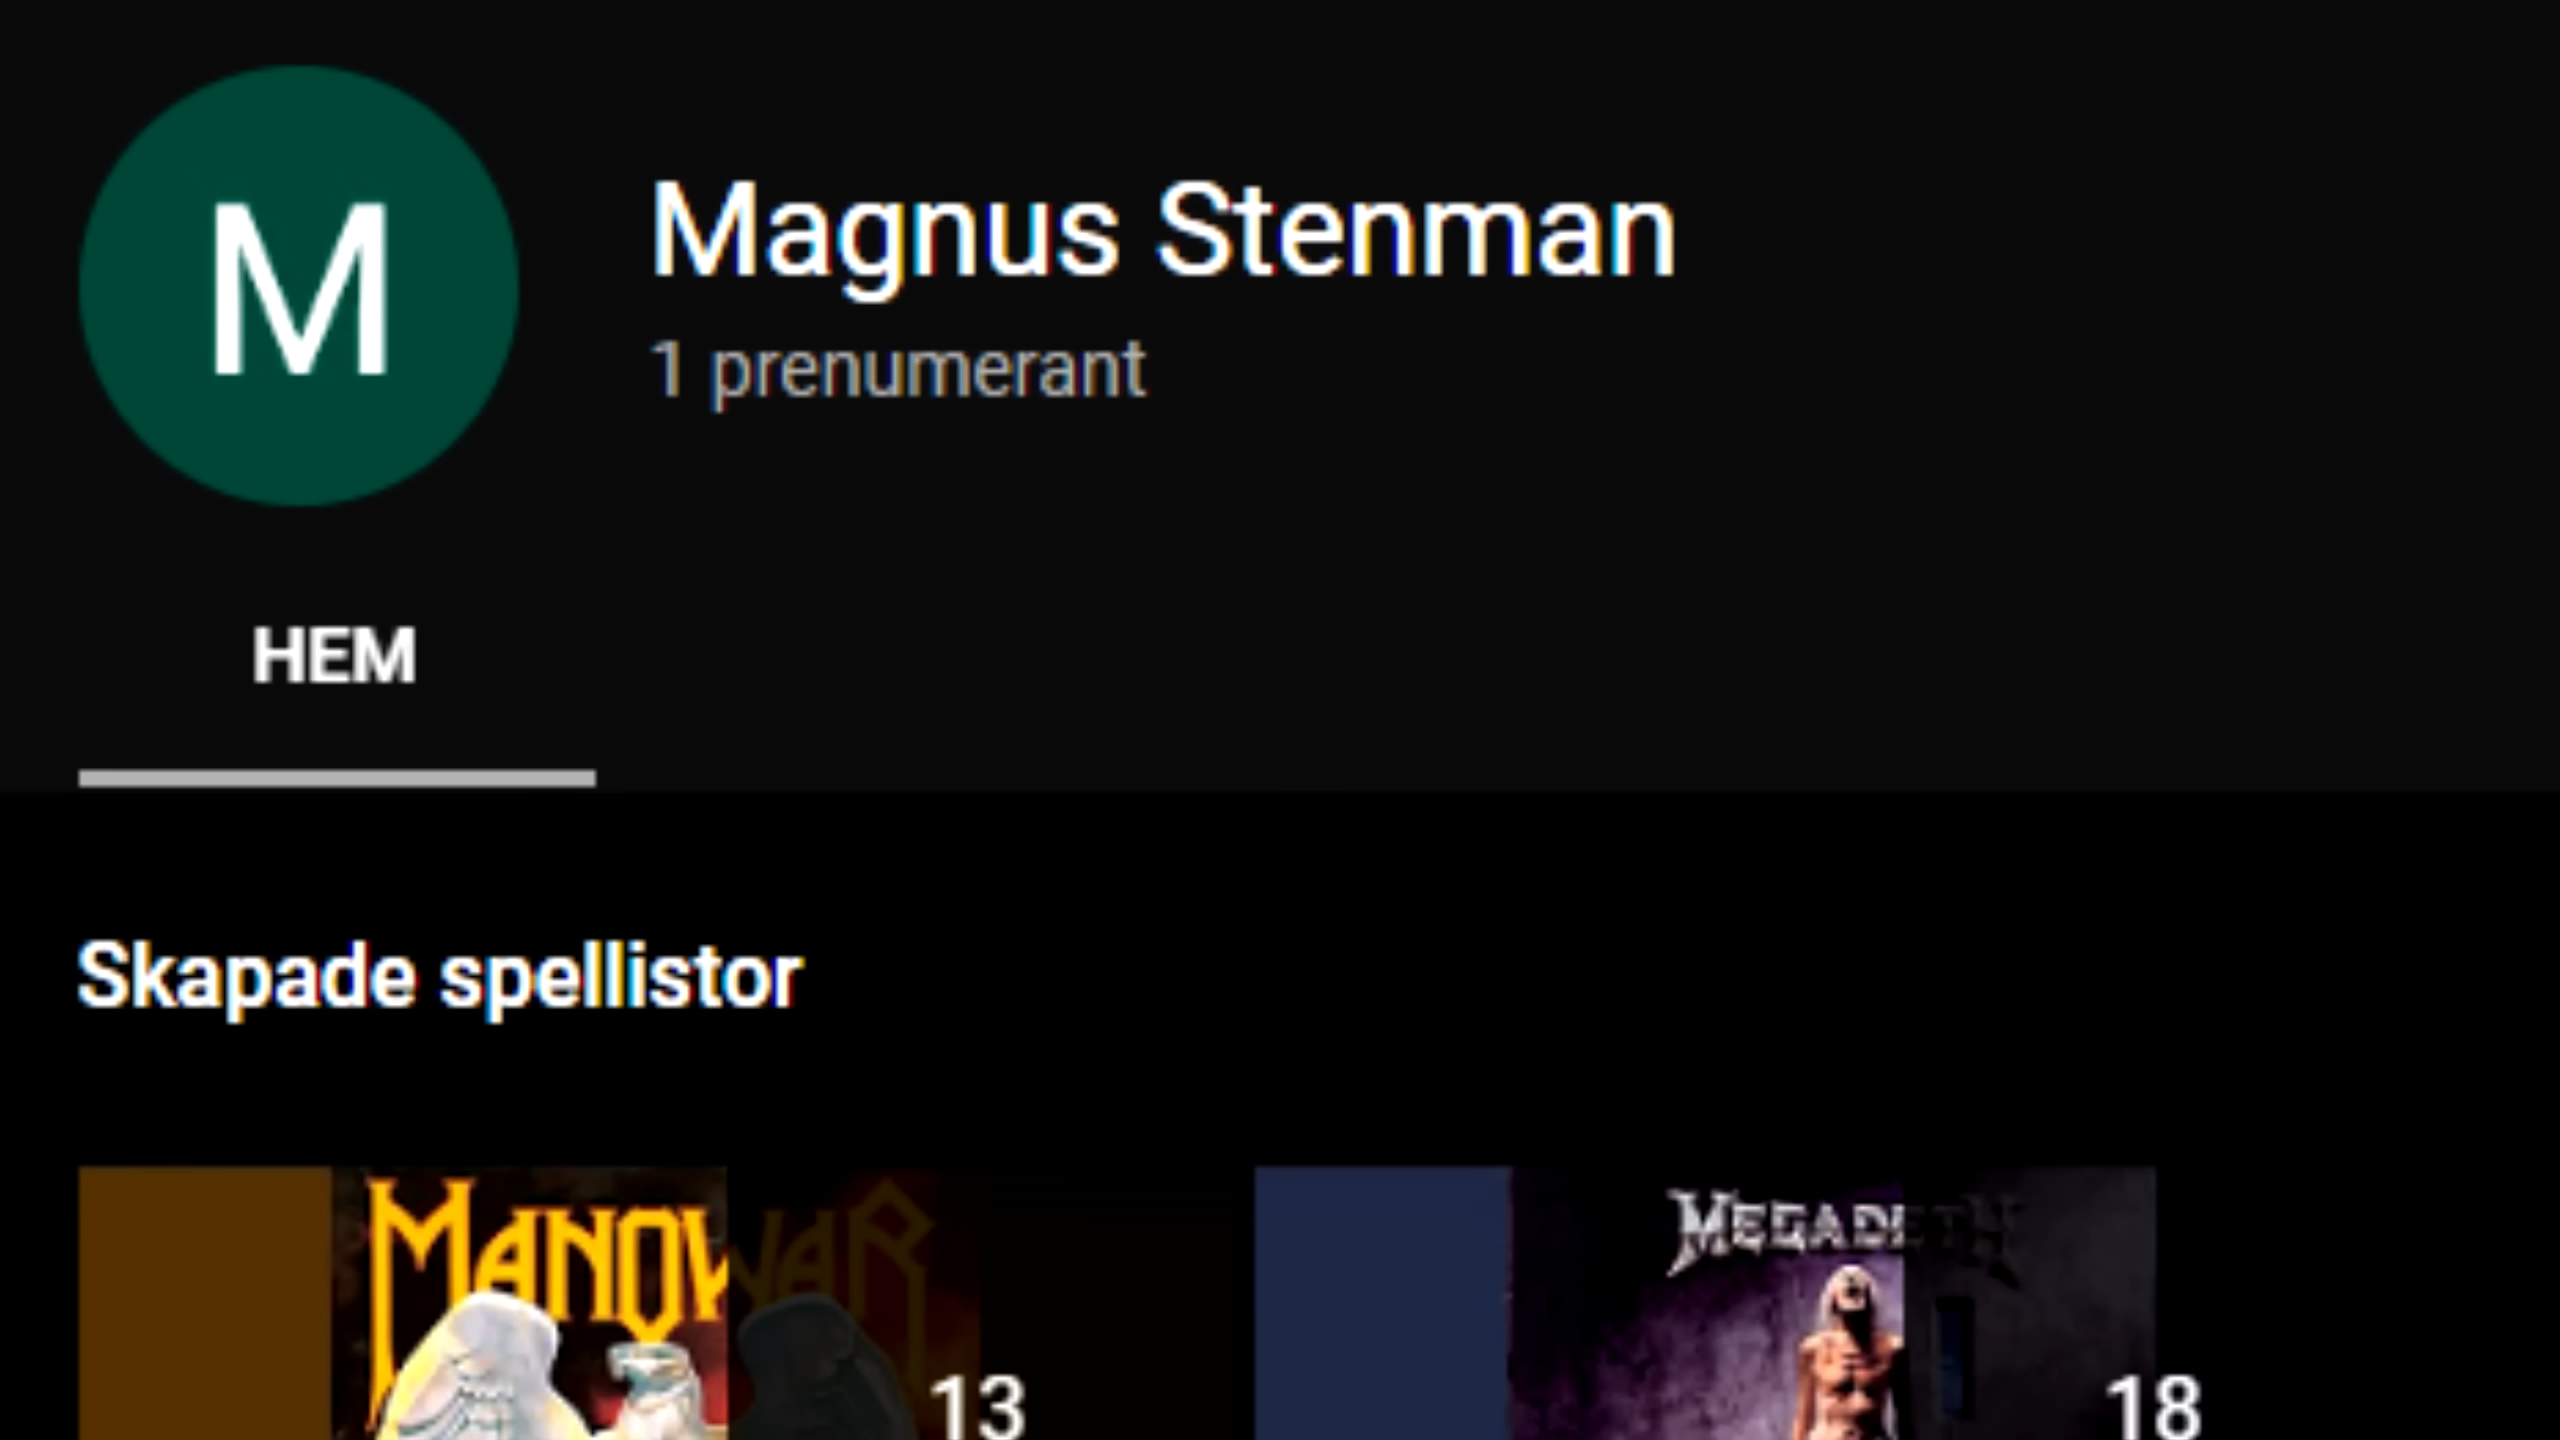 M
Magnus Stenman
1 prenumerant
HEM
Skapade spellistor
MANOWAR
MEGADETH
13
18